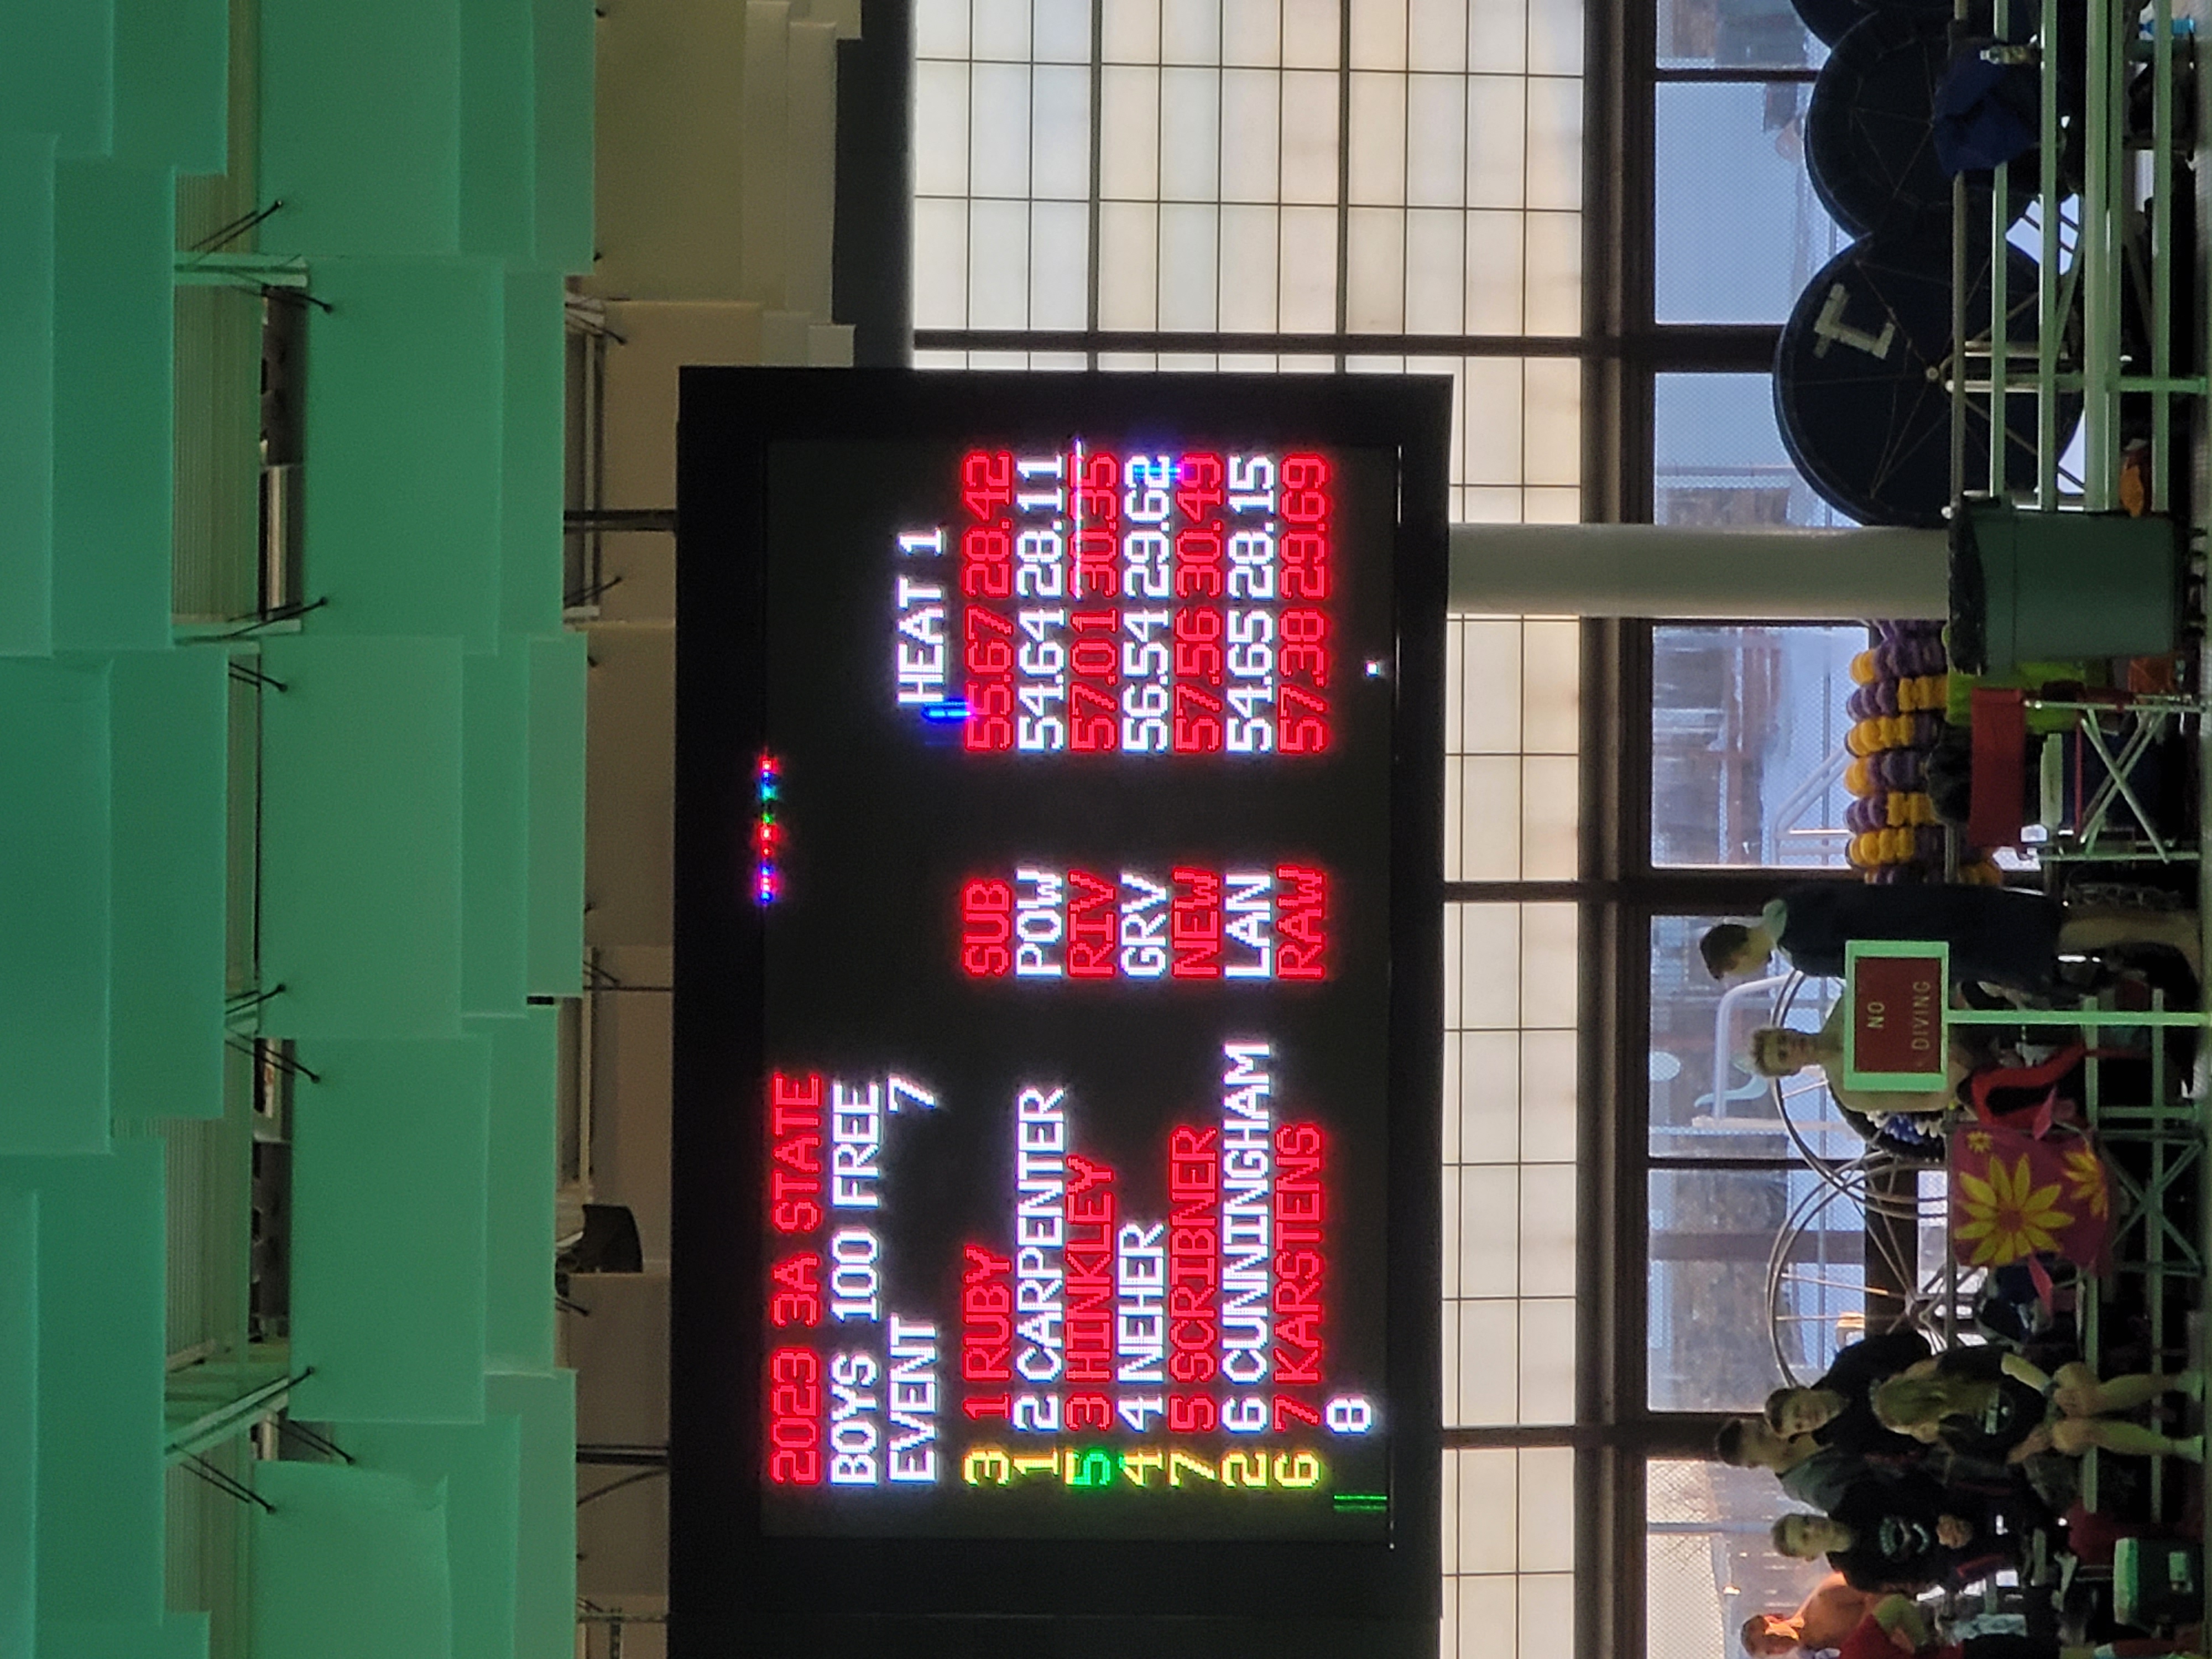 2023 3A STATE
BOYS 100 FREE
EVENT 7 HEAT 1
3 1 RUBY SUB 55.67 28.42
1 2 CARPENTER POW 54.64 28.11
5 3 HINKLEY RIV 57.01 30.35
4 4 NEHER GRV 56.54 29.62
7 5 SCRIBNER NEW 57.56 30.49
2 6 CUNNINGHAM LAN 54.65 28.15
6 7 KARSTENS RAW 57.38 29.69
8
NO
DIVING